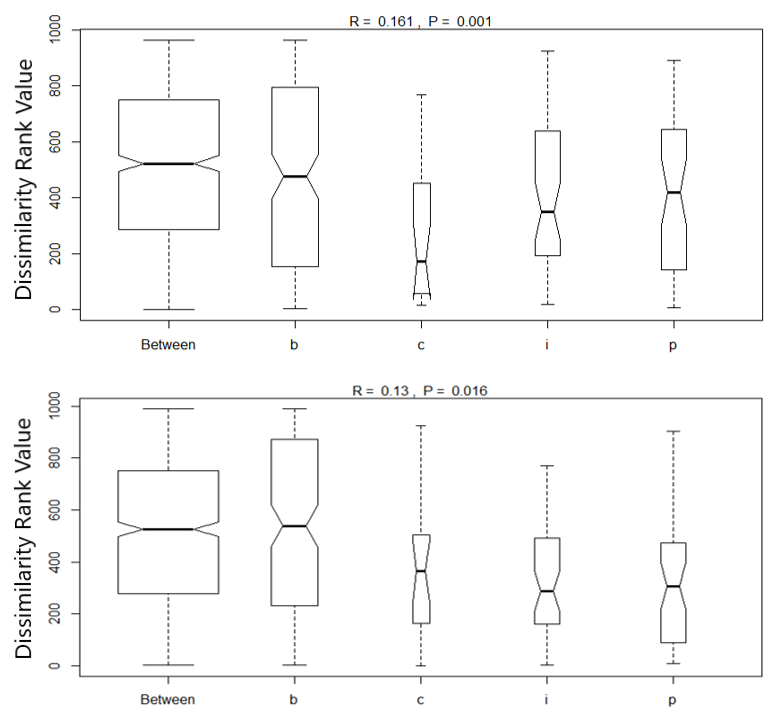 R = 0.161 , P = 0.001
Dissimilarity Rank Value
1000
800
600
400
200
0
Between b c i p
R = 0.13 , P = 0.016
Dissimilarity Rank Value
1000
800
600
400
200
0
Between b c i p